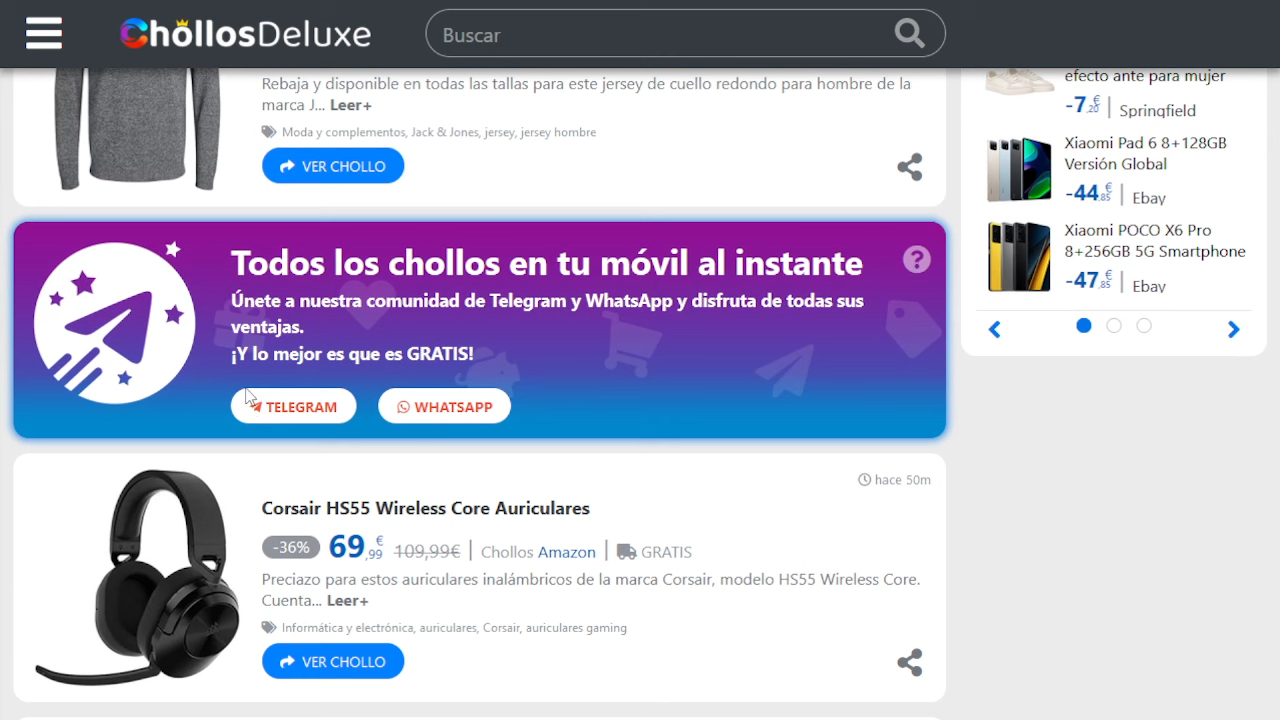 ChollosDeluxe
Buscar
Rebaja y disponible en todas las tallas para este jersey de cuello redondo para hombre de la
marca J... Leer+
Moda y complementos, Jack & Jones, jersey, jersey hombre
VER CHOLLO
Todos los chollos en tu móvil al instante
?
Únete a nuestra comunidad de Telegram y WhatsApp y disfruta de todas sus
ventajas.
¡Y lo mejor es que es GRATIS!
TELEGRAM
WHATSAPP
hace 50m
Corsair HS55 Wireless Core Auriculares
-36% 69,99€ 109,99€ | Chollos Amazon | GRATIS
Preciazo para estos auriculares inalámbricos de la marca Corsair, modelo HS55 Wireless Core.
Cuenta... Leer+
Informática y electrónica, auriculares, Corsair, auriculares gaming
VER CHOLLO
efecto ante para mujer
-7,20€ | Springfield
Xiaomi Pad 6 8+128GB
Versión Global
-44,85€ | Ebay
Xiaomi POCO X6 Pro
8+256GB 5G Smartphone
-47,85€ | Ebay